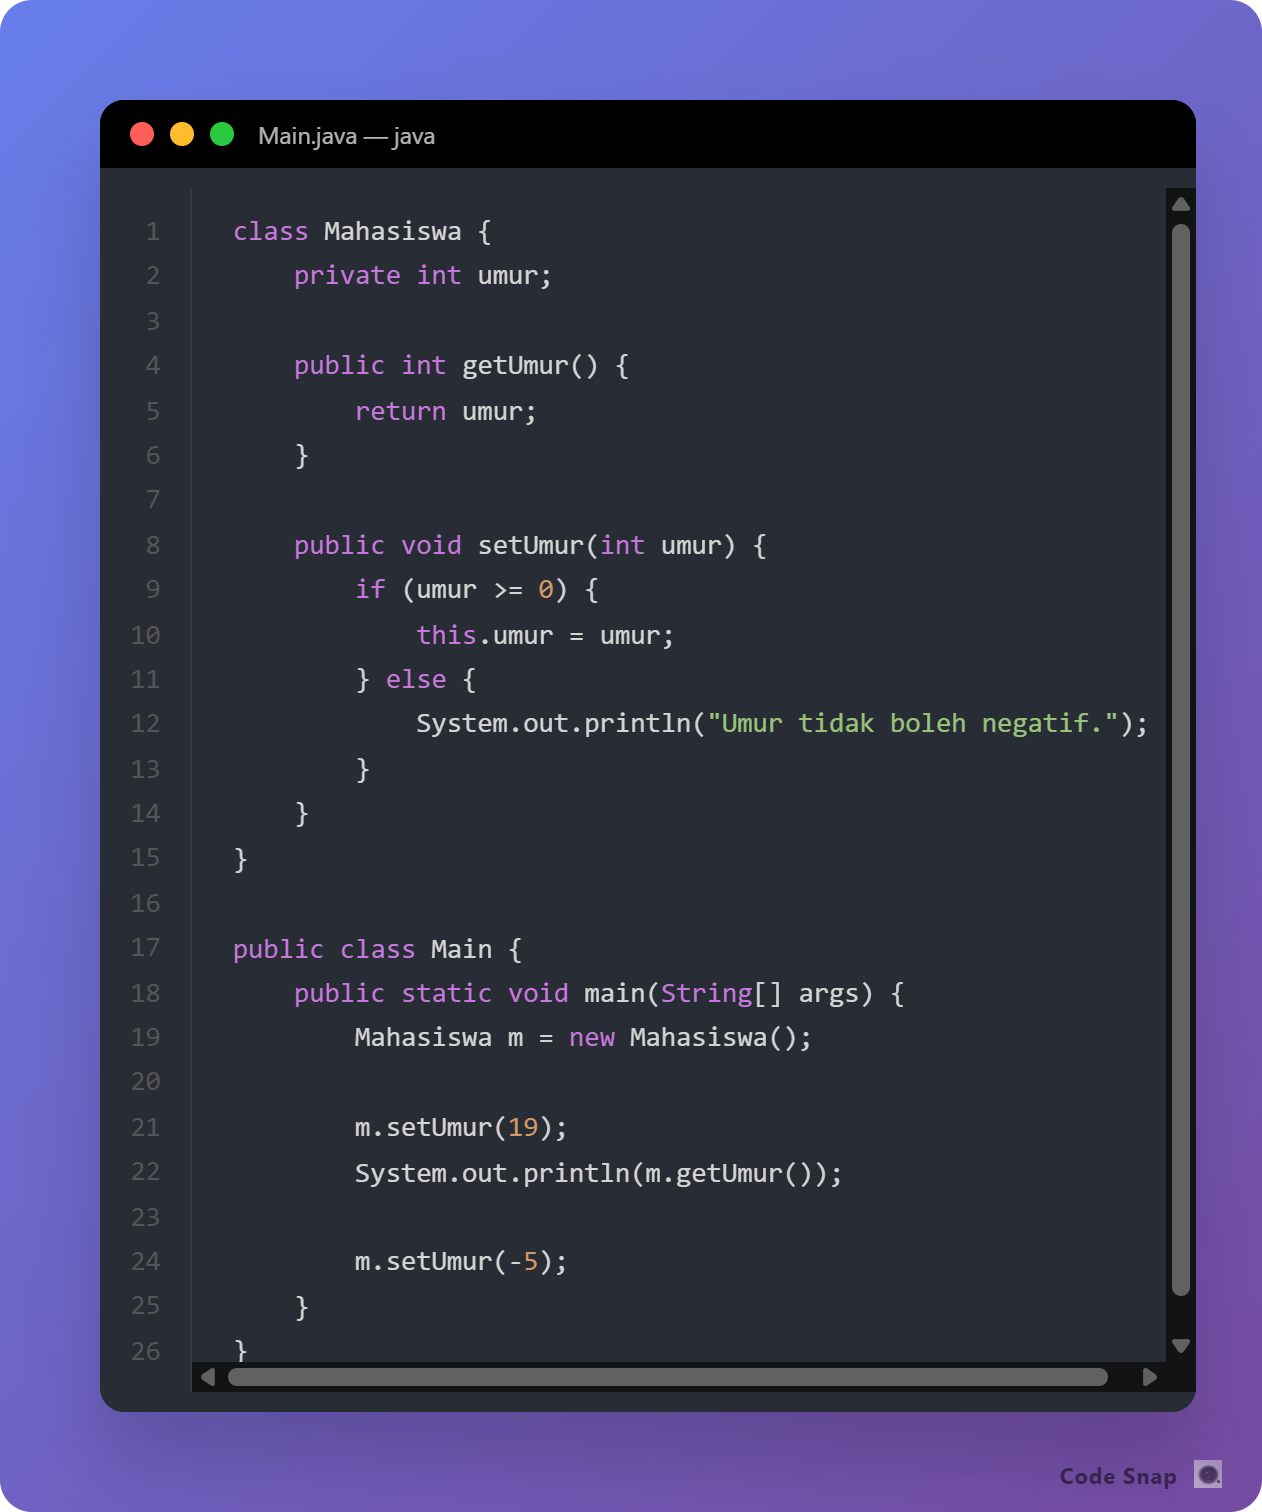 Main.java — java
1 class Mahasiswa {
2     private int umur;
3
4     public int getUmur() {
5         return umur;
6     }
7
8     public void setUmur(int umur) {
9         if (umur >= 0) {
10             this.umur = umur;
11         } else {
12             System.out.println("Umur tidak boleh negatif.");
13         }
14     }
15 }
16
17 public class Main {
18     public static void main(String[] args) {
19         Mahasiswa m = new Mahasiswa();
20
21         m.setUmur(19);
22         System.out.println(m.getUmur());
23
24         m.setUmur(-5);
25     }
26 }
Code Snap